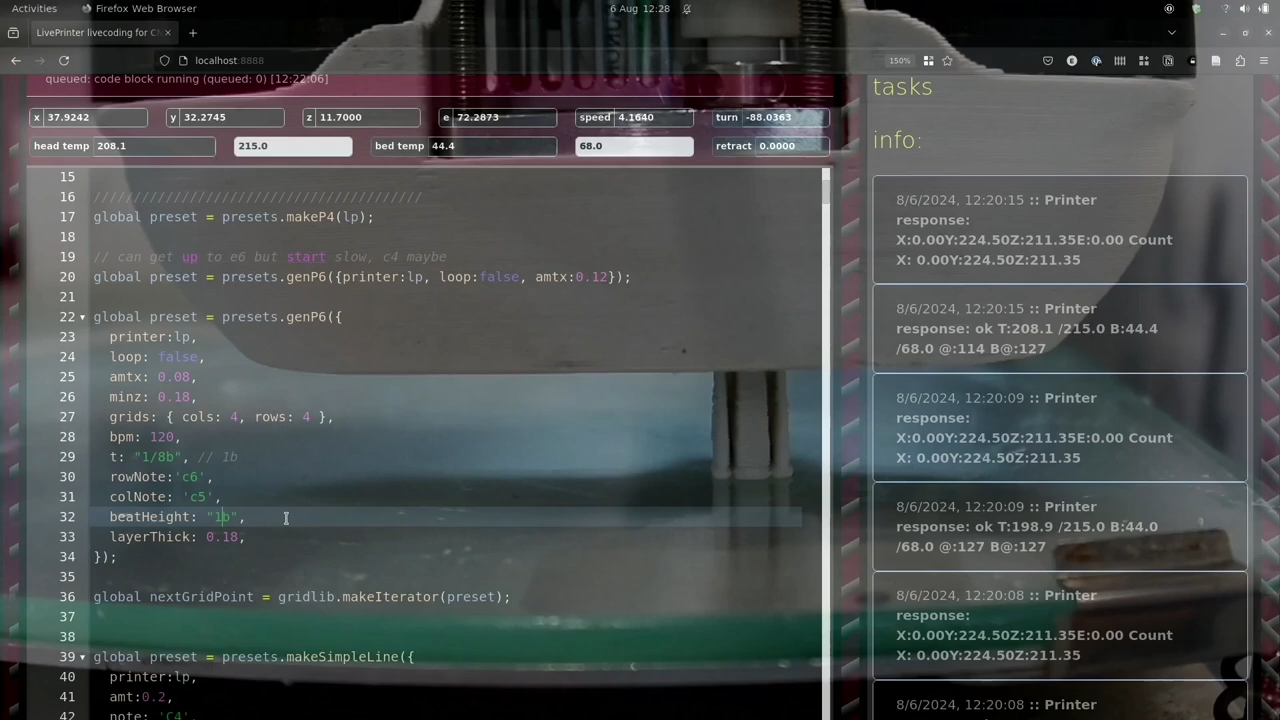 Activities
Firefox Web Browser
6 Aug 12:28
LivePrinter livecoding for C
localhost:8888
150%
queued: code block running (queued: 0) [12:22:06]
x 37.9242
y 32.2745
z 11.7000
e 72.2873
speed 4.1640
turn -88.0363
head temp 208.1
215.0
bed temp 44.4
68.0
retract 0.0000
15
16 /////////////////////////////////////////
17 global preset = presets.makeP4(lp);
18
19 // can get up to e6 but start slow, c4 maybe
20 global preset = presets.genP6({printer:lp, loop:false, amtx:0.12});
21
22 global preset = presets.genP6({
23 printer:lp,
24 loop: false,
25 amtx: 0.08,
26 minz: 0.18,
27 grids: { cols: 4, rows: 4 },
28 bpm: 120,
29 t: "1/8b", // 1b
30 rowNote:'c6',
31 colNote: 'c5',
32 beatHeight: "1b",
33 layerThick: 0.18,
34 });
35
36 global nextGridPoint = gridlib.makeIterator(preset);
37
38
39 global preset = presets.makeSimpleLine({
40 printer:lp,
41 amt:0.2,
42 note: 'C4',
tasks
info:
8/6/2024, 12:20:15 :: Printer
response:
X:0.00Y:224.50Z:211.35E:0.00 Count
X: 0.00Y:224.50Z:211.35
8/6/2024, 12:20:15 :: Printer
response: ok T:208.1 /215.0 B:44.4
/68.0 @:114 B@:127
8/6/2024, 12:20:09 :: Printer
response:
X:0.00Y:224.50Z:211.35E:0.00 Count
X: 0.00Y:224.50Z:211.35
8/6/2024, 12:20:09 :: Printer
response: ok T:198.9 /215.0 B:44.0
/68.0 @:127 B@:127
8/6/2024, 12:20:08 :: Printer
response:
X:0.00Y:224.50Z:211.35E:0.00 Count
X: 0.00Y:224.50Z:211.35
8/6/2024, 12:20:08 :: Printer